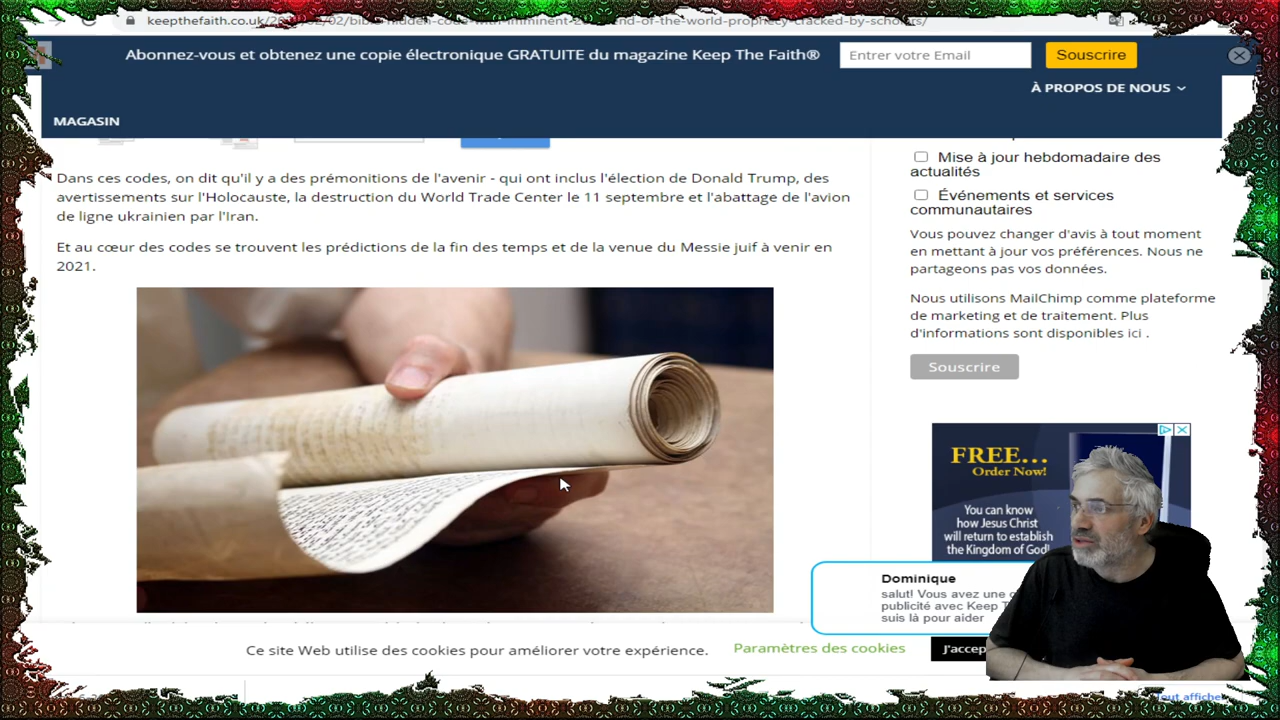 keepthefaith.co.uk/
Abonnez-vous et obtenez une copie électronique GRATUITE du magazine Keep The Faith®
Entrer votre Email
Souscrire
À PROPOS DE NOUS
MAGASIN
Dans ces codes, on dit qu'il y a des prémonitions de l'avenir - qui ont inclus l'élection de Donald Trump, des
avertissements sur l'Holocauste, la destruction du World Trade Center le 11 septembre et l'abattage de l'avion
de ligne ukrainien par l'Iran.
Et au cœur des codes se trouvent les prédictions de la fin des temps et de la venue du Messie juif à venir en
2021.
Mise à jour hebdomadaire des
actualités
Événements et services
communautaires
Vous pouvez changer d'avis à tout moment
en mettant à jour vos préférences. Nous ne
partageons pas vos données.
Nous utilisons MailChimp comme plateforme
de marketing et de traitement. Plus
d'informations sont disponibles ici .
Souscrire
FREE...
Order Now!
You can know
how Jesus Christ
will return to establish
the Kingdom of God!
Dominique
salut! Vous avez une
publicité avec Keep
suis là pour aider
Ce site Web utilise des cookies pour améliorer votre expérience.
Paramètres des cookies
J'accep